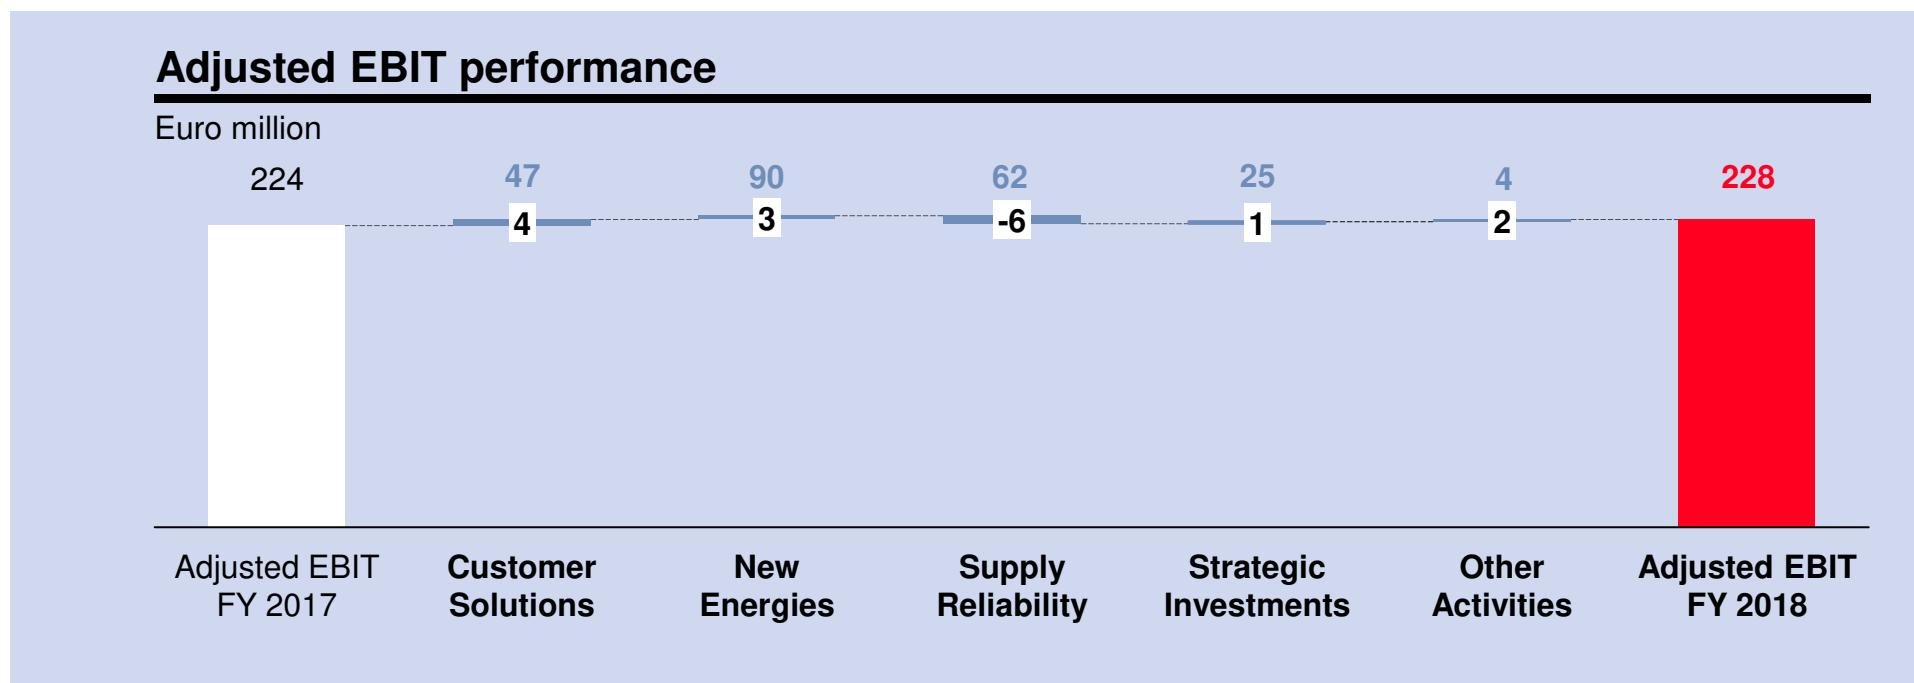 Adjusted EBIT performance
Euro million
224 47 90 62 25 4 228
4 3 -6 1 2
Adjusted EBIT Customer New Supply Strategic Other Adjusted EBIT
FY 2017 Solutions Energies Reliability Investments Activities FY 2018